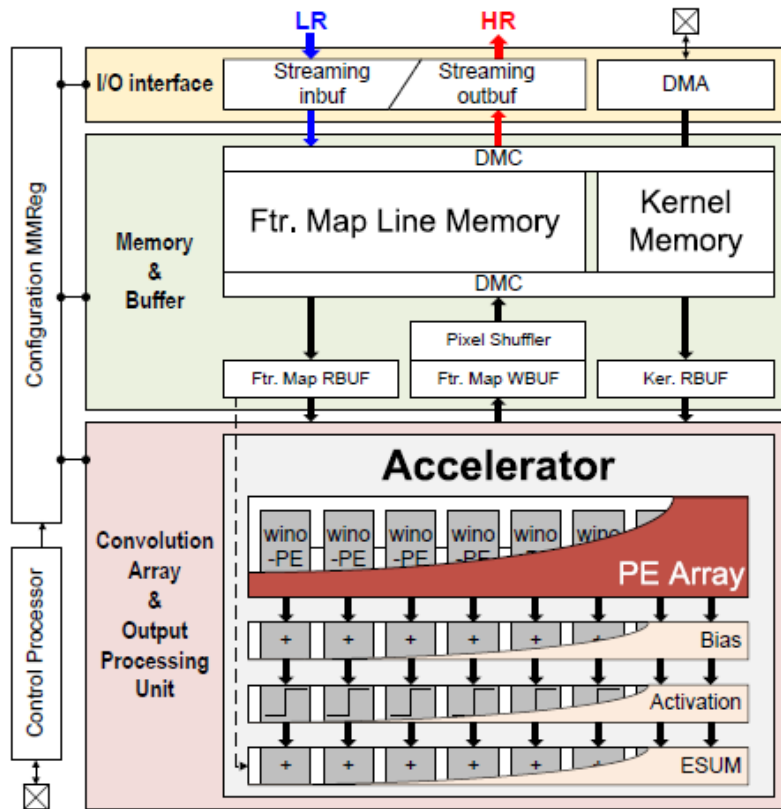 LR
HR
I/O interface
Streaming
inbuf
Streaming
outbuf
DMA
Configuration MMReg
Memory
&
Buffer
DMC
Ftr. Map Line Memory
Kernel
Memory
DMC
Pixel Shuffler
Ftr. Map RBUF
Ftr. Map WBUF
Ker. RBUF
Control Processor
Convolution
Array
&
Output
Processing
Unit
Accelerator
wino
-PE
wino
-PE
wino
-PE
wino
-PE
wino
-PE
wino
PE Array
+ + + + + + Bias
Activation
+ + + + + + ESUM